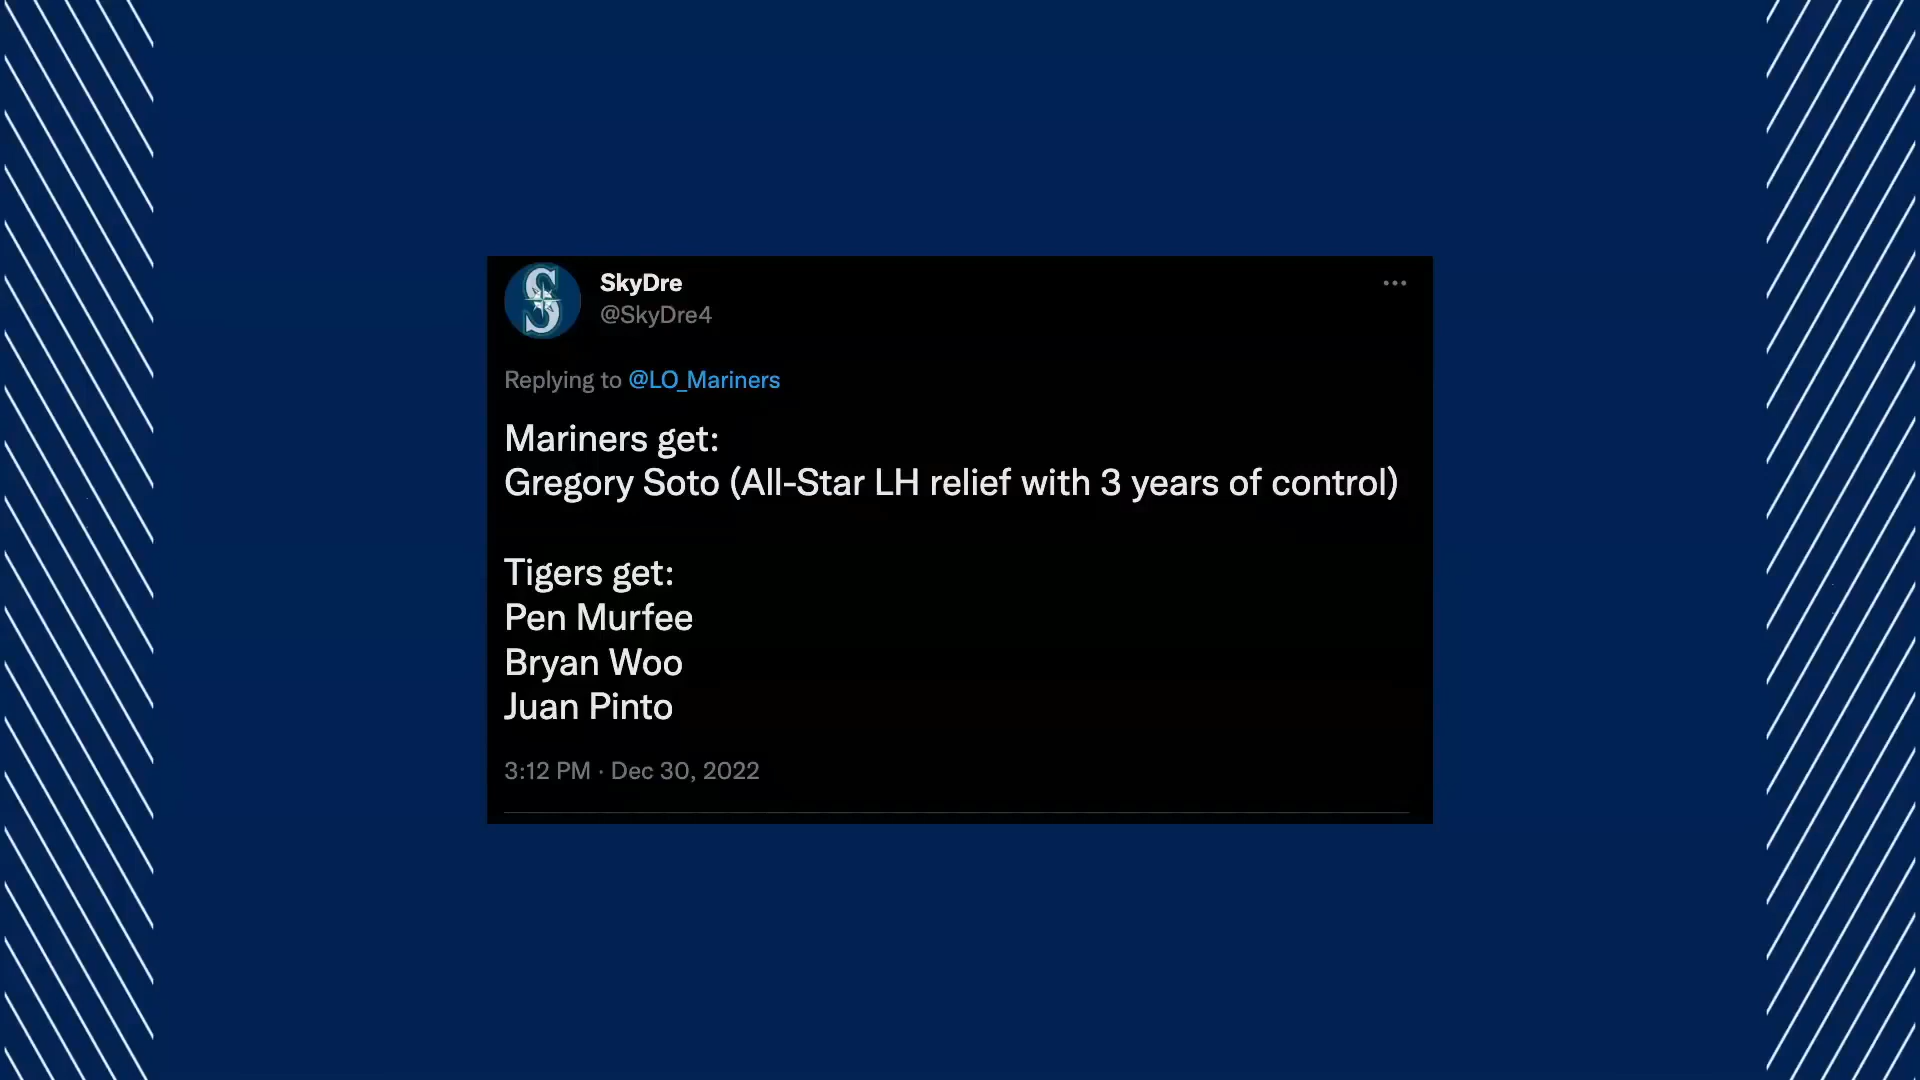 SkyDre
@SkyDre4
Replying to @LO_Mariners
Mariners get:
Gregory Soto (All-Star LH relief with 3 years of control)
Tigers get:
Pen Murfee
Bryan Woo
Juan Pinto
3:12 PM · Dec 30, 2022